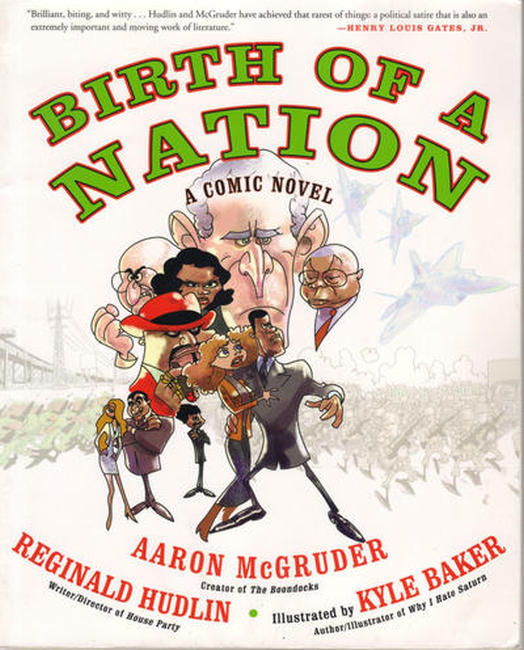 "Brilliant, biting, and witty . . . Hudlin and McGruder have achieved that rarest of things: a political satire that is also an
extremely important and moving work of literature." —HENRY LOUIS GATES, JR.
BIRTH OF A
NATION
A COMIC NOVEL
AARON McGRUDER
Creator of The Boondocks
REGINALD HUDLIN
Writer/Director of House Party
•
Illustrated by KYLE BAKER
Author/Illustrator of Why I Hate Saturn